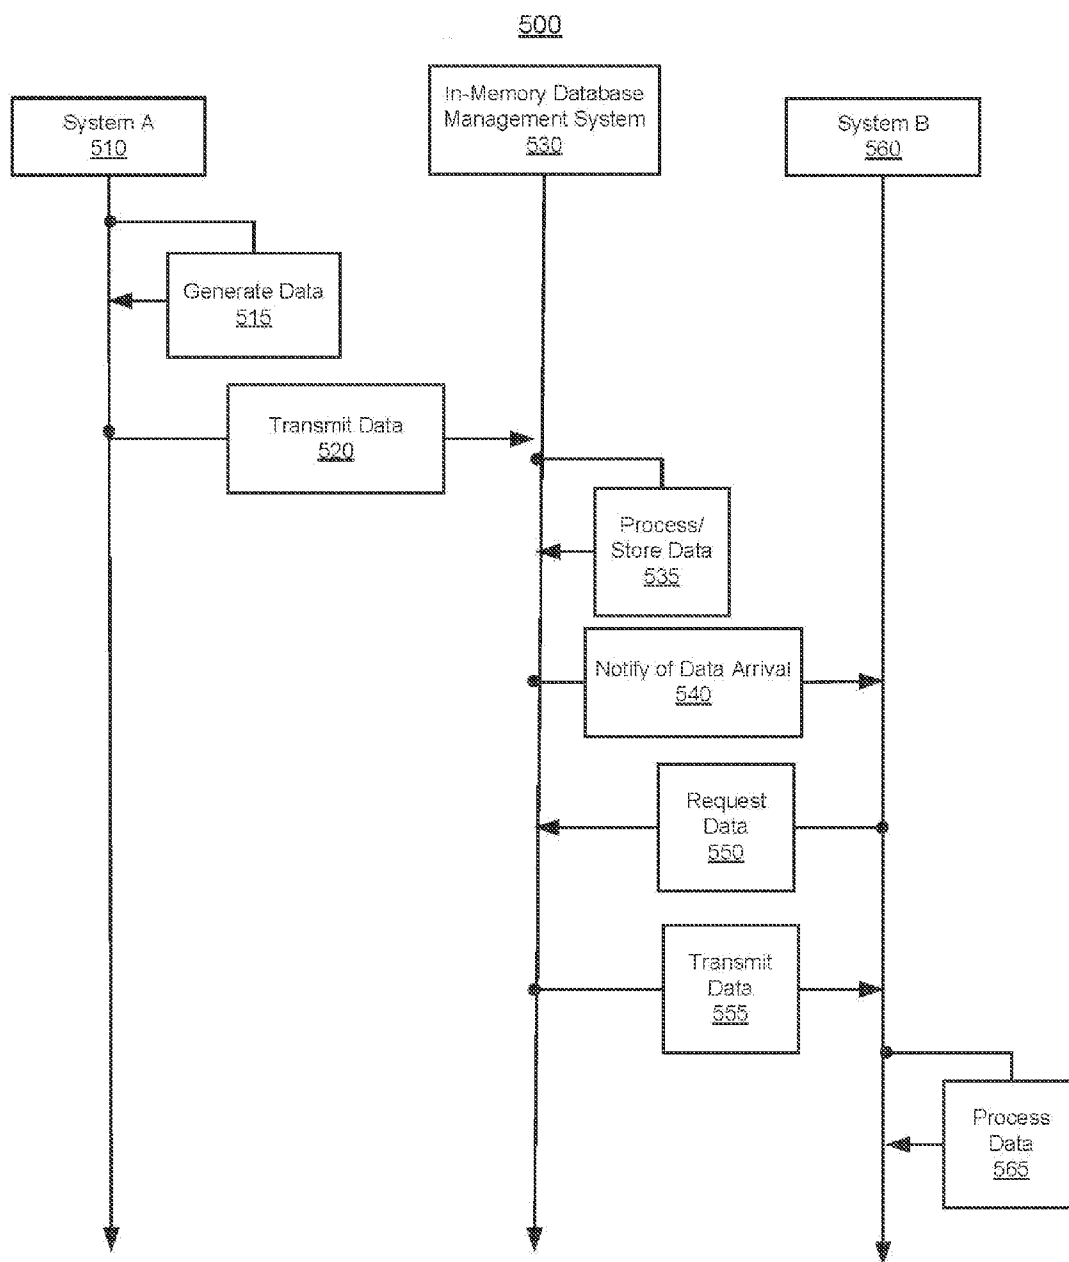 500
In-Memory Database
Management System
530
System A
510
System B
560
Generate Data
515
Transmit Data
520
Process/
Store Data
535
Notify of Data Arrival
540
Request
Data
550
Transmit
Data
555
Process
Data
565